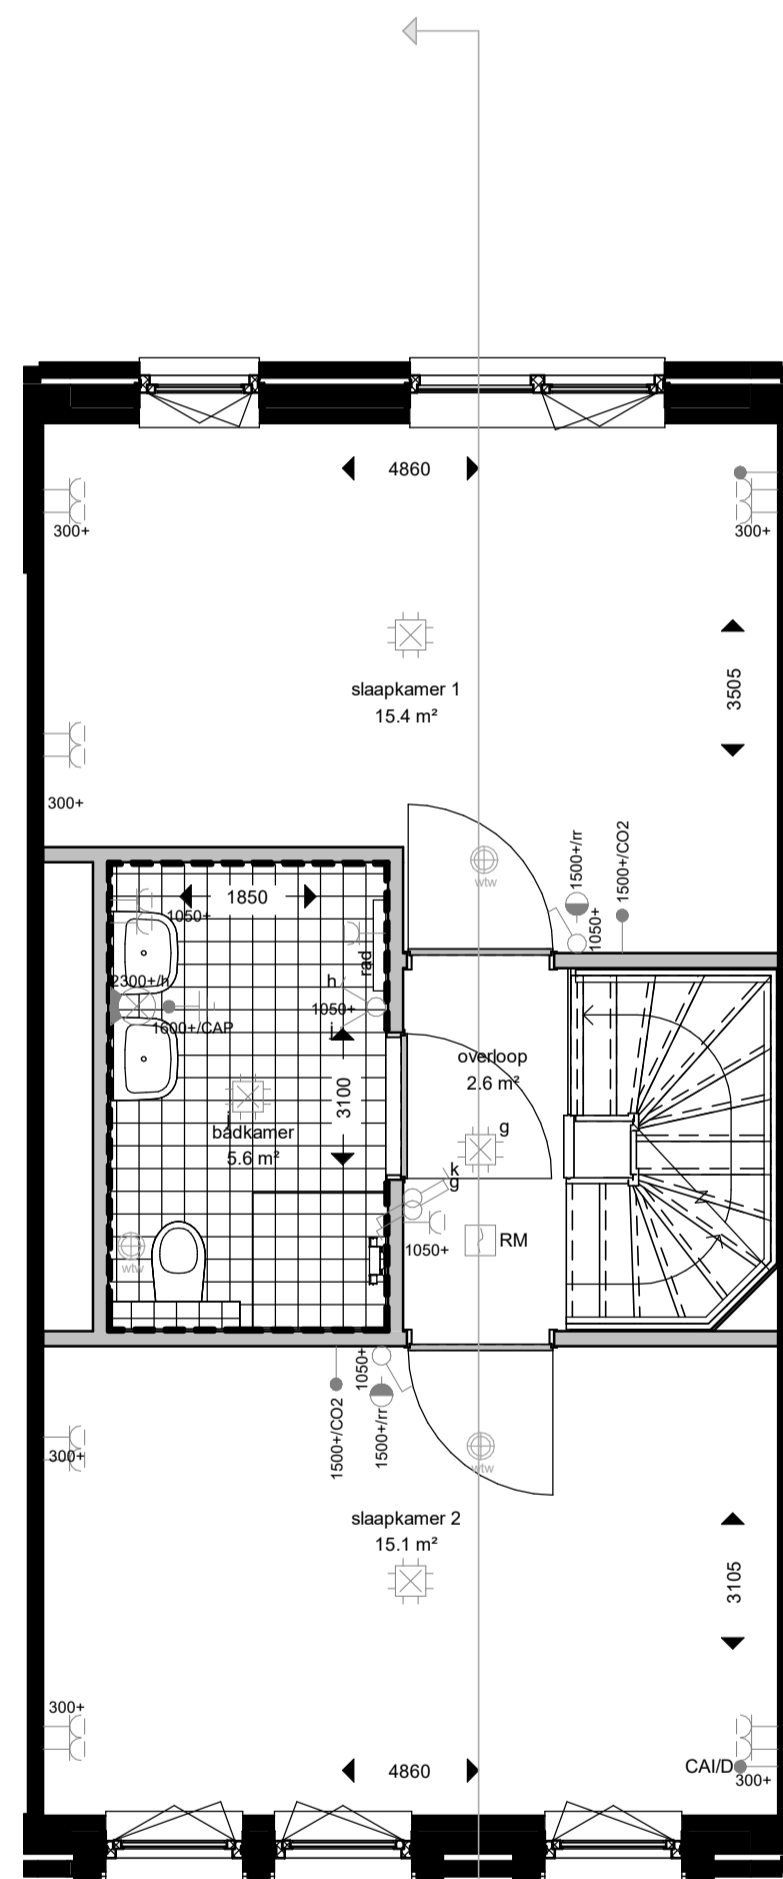 4860
300+
300+
3505
slaapkamer 1
15.4 m²
300+
1500+/rr
1500+/CO2
1050+
wtw
1850
1050+
rad
2300+/h
h
1050+
i
1600+/CAP
3100
overloop
2.6 m²
g
i
badkamer
5.6 m²
k
g
1050+
RM
wtw
1050+
1500+/CO2
1500+/rr
wtw
300+
slaapkamer 2
15.1 m²
3105
300+
CAI/D
300+
4860